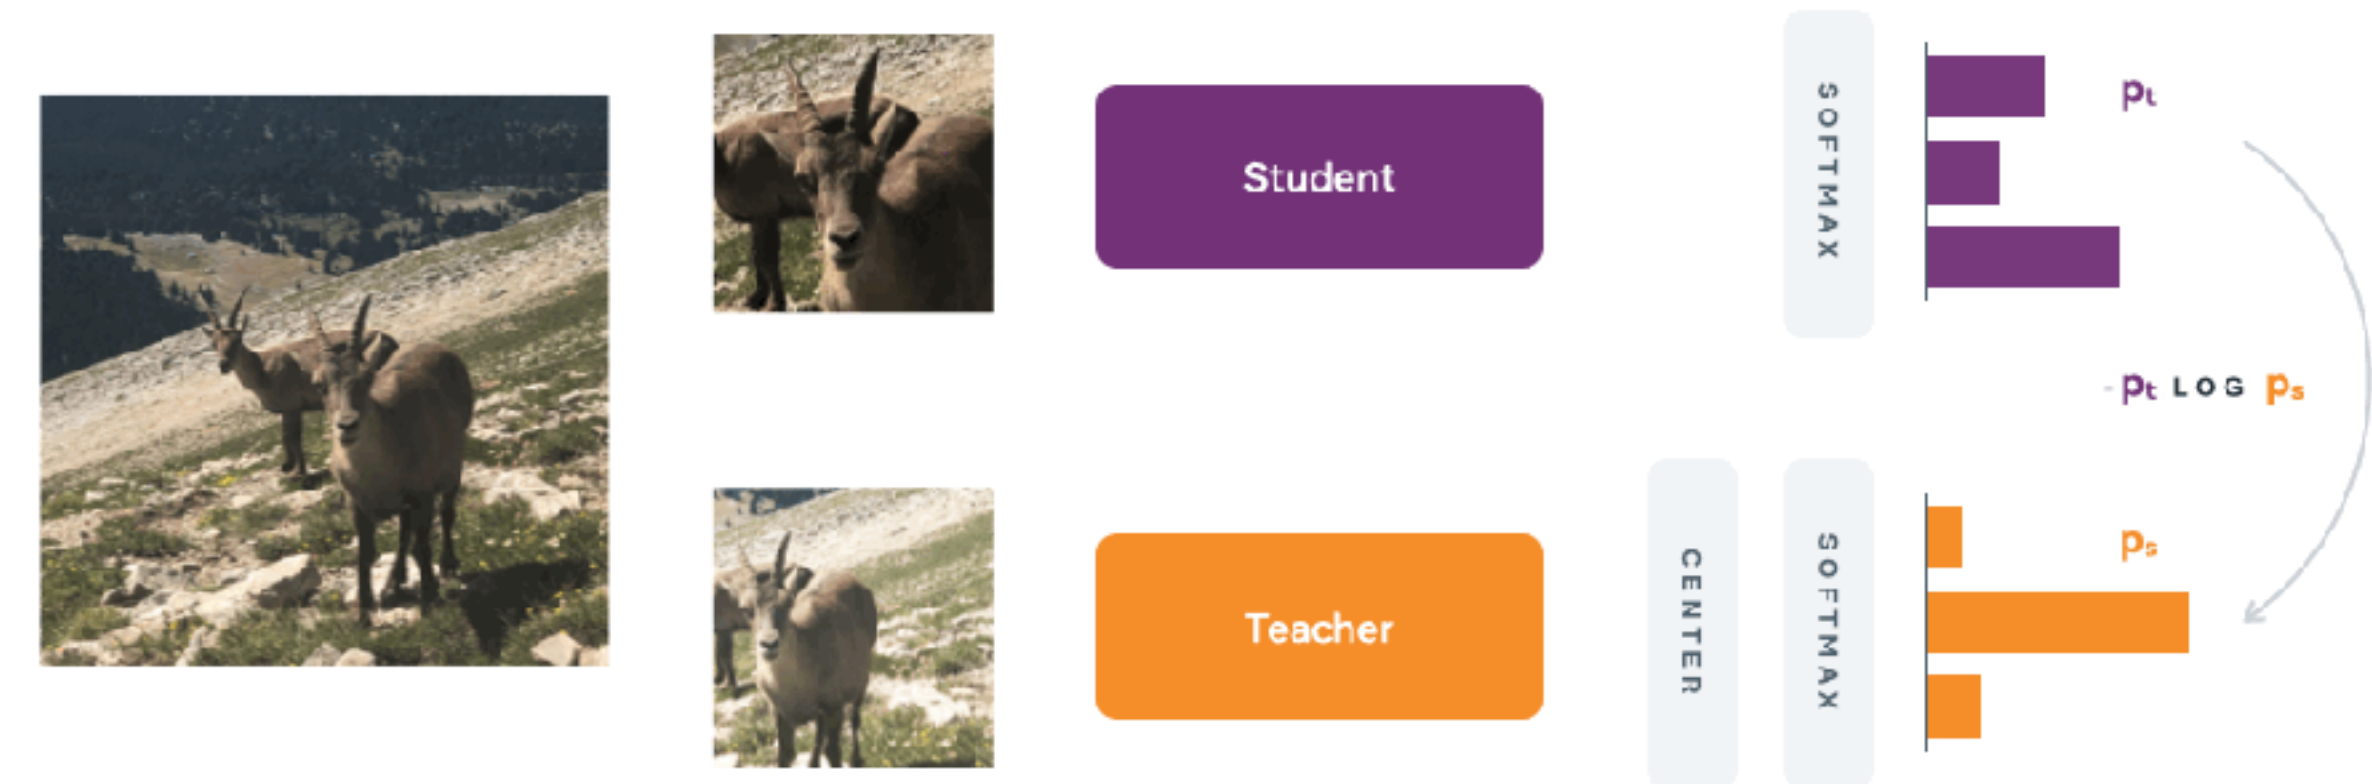 Student
SOFTMAX
pt
- pt LOG ps
Teacher
CENTER
SOFTMAX
ps